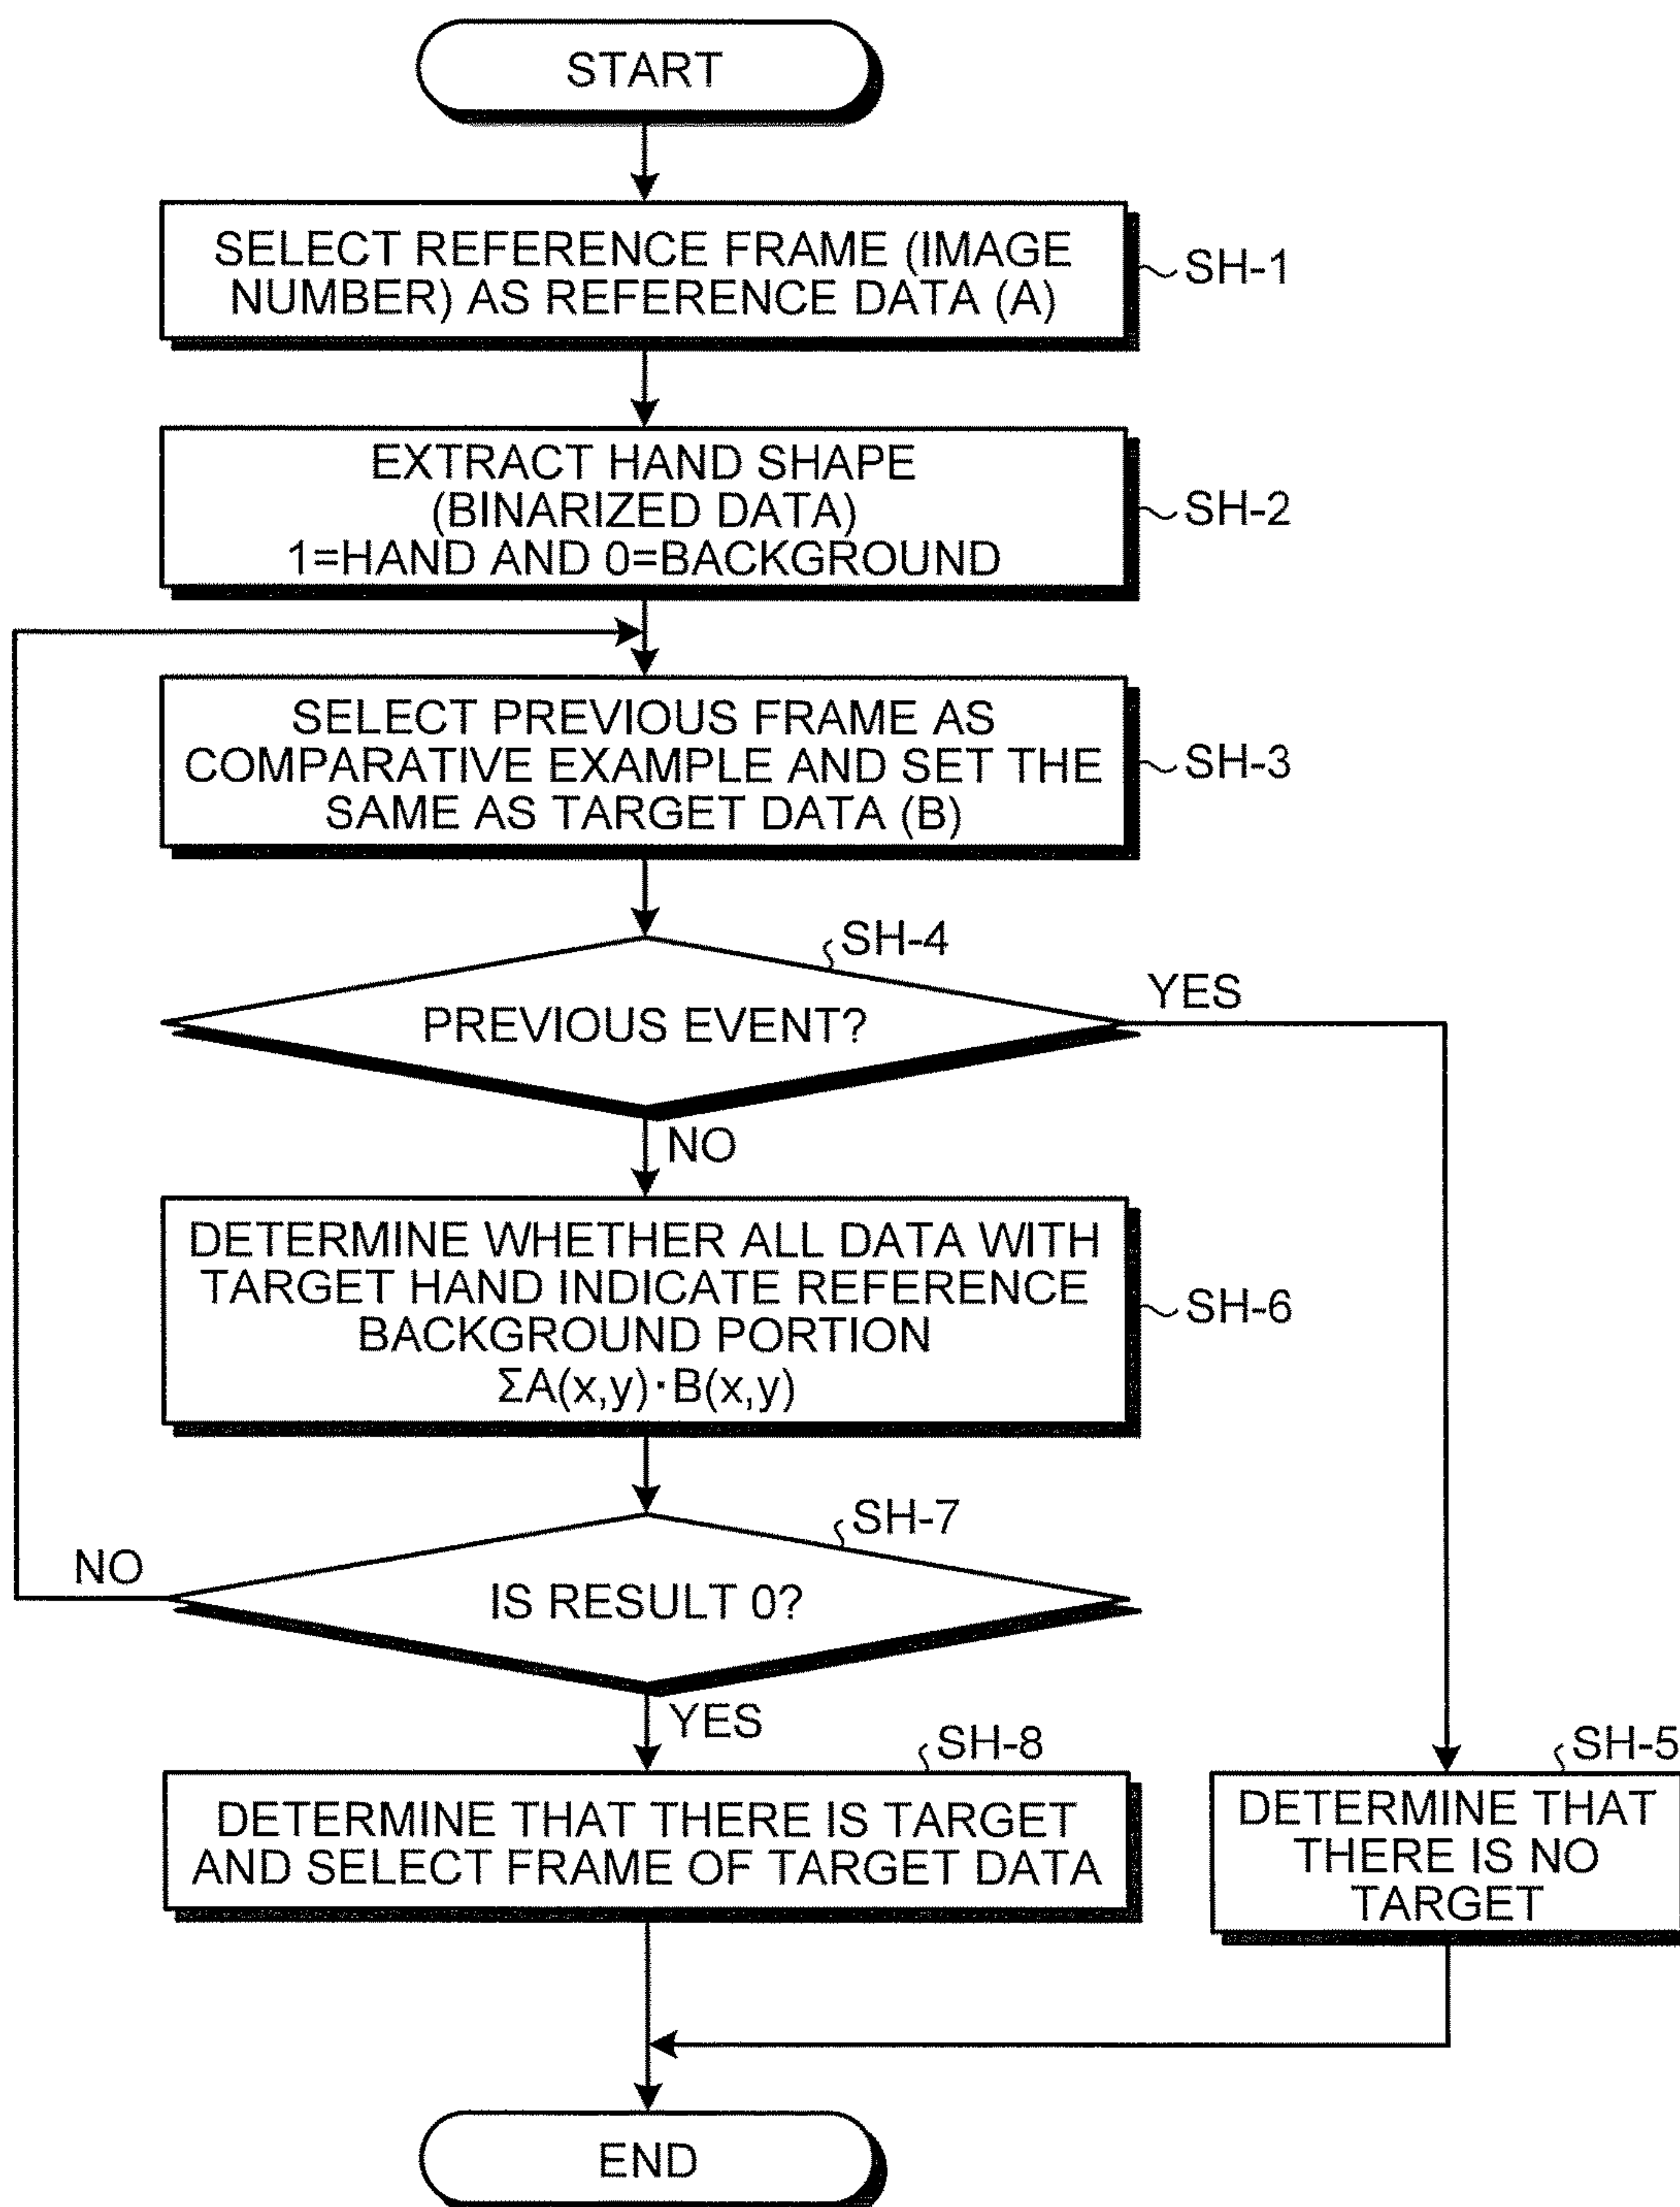 START
SELECT REFERENCE FRAME (IMAGE
NUMBER) AS REFERENCE DATA (A)
SH-1
EXTRACT HAND SHAPE
(BINARIZED DATA)
1=HAND AND 0=BACKGROUND
SH-2
SELECT PREVIOUS FRAME AS
COMPARATIVE EXAMPLE AND SET THE
SAME AS TARGET DATA (B)
SH-3
SH-4
PREVIOUS EVENT?
YES
NO
DETERMINE WHETHER ALL DATA WITH
TARGET HAND INDICATE REFERENCE
BACKGROUND PORTION
ΣA(x,y)·B(x,y)
SH-6
SH-7
NO
IS RESULT 0?
YES
SH-8
DETERMINE THAT THERE IS TARGET
AND SELECT FRAME OF TARGET DATA
SH-5
DETERMINE THAT
THERE IS NO
TARGET
END